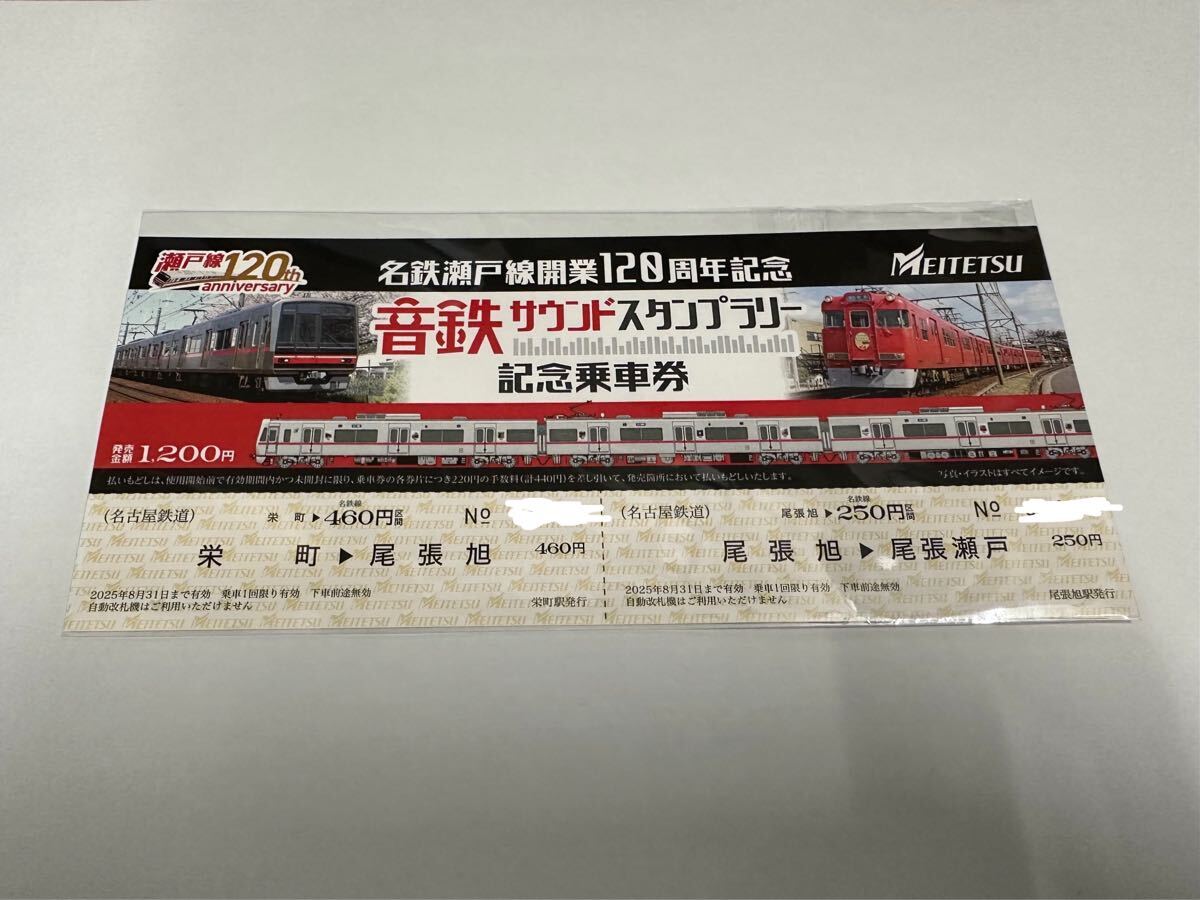 瀬戸線120th
anniversary
名鉄瀬戸線開業120周年記念
MEITETSU
音鉄サウンドスタンプラリー
記念乗車券
発売金額 1,200円
払いもどしは、使用開始前で有効期間内かつ未開封に限り、乗車券の各券片につき220円の手数料(計440円)を差し引いて、発売箇所において払いもどしいたします。
写真・イラストはすべてイメージです。
(名古屋鉄道) 栄町▶名鉄線460円区間 No
栄町▶尾張旭 460円
2025年8月31日まで有効 乗車1回限り有効 下車前途無効
自動改札機はご利用いただけません 栄町駅発行
(名古屋鉄道) 尾張旭▶名鉄線250円区間 No
尾張旭▶尾張瀬戸 250円
2025年8月31日まで有効 乗車1回限り有効 下車前途無効
自動改札機はご利用いただけません 尾張旭駅発行